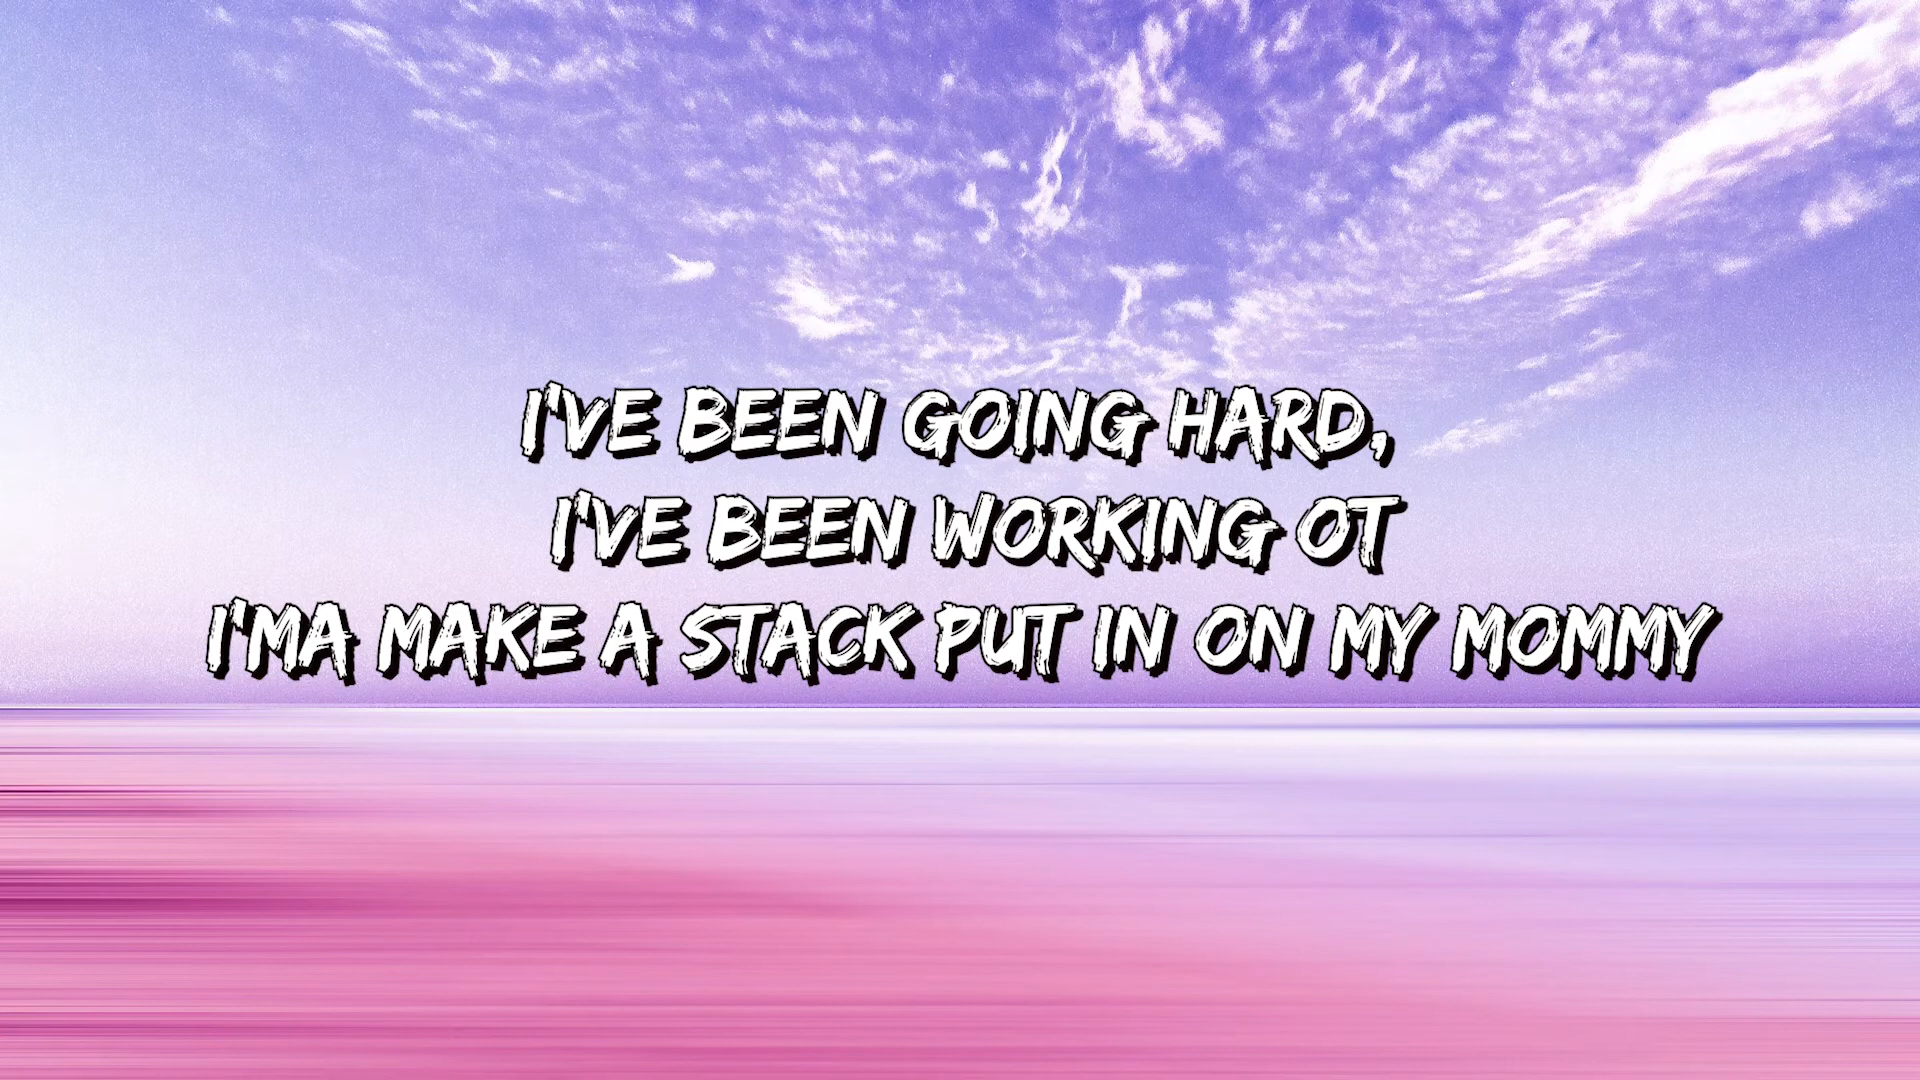 I'VE BEEN GOING HARD,
I'VE BEEN WORKING OT
I'MA MAKE A STACK PUT IN ON MY MOMMY